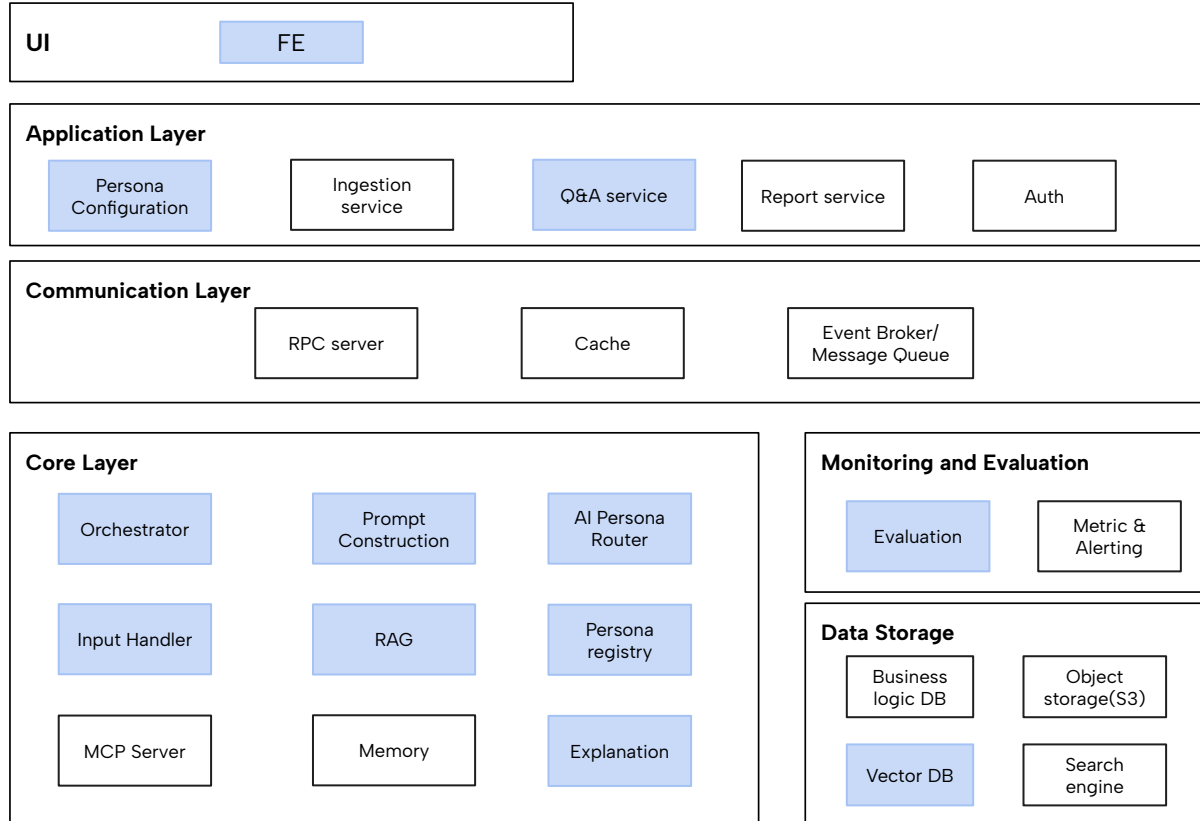 UI
FE
Application Layer
Persona
Configuration
Ingestion
service
Q&A service
Report service
Auth
Communication Layer
RPC server
Cache
Event Broker/
Message Queue
Core Layer
Orchestrator
Prompt
Construction
AI Persona
Router
Input Handler
RAG
Persona
registry
MCP Server
Memory
Explanation
Monitoring and Evaluation
Evaluation
Metric &
Alerting
Data Storage
Business
logic DB
Object
storage(S3)
Vector DB
Search
engine